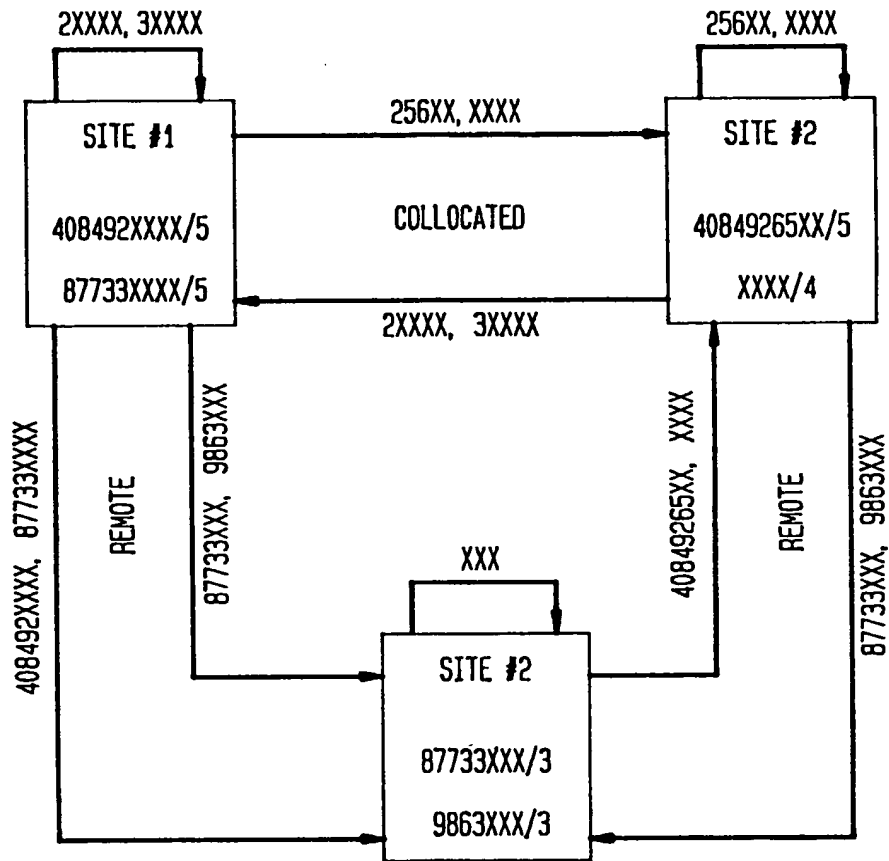 2XXXX, 3XXXX
256XX, XXXX
SITE #1
408492XXXX/5
87733XXXX/5
256XX, XXXX
COLLOCATED
2XXXX, 3XXXX
SITE #2
40849265XX/5
XXXX/4
408492XXXX, 87733XXXX
REMOTE
87733XXX, 9863XXX
40849265XX, XXXX
REMOTE
87733XXX, 9863XXX
XXX
SITE #2
87733XXX/3
9863XXX/3